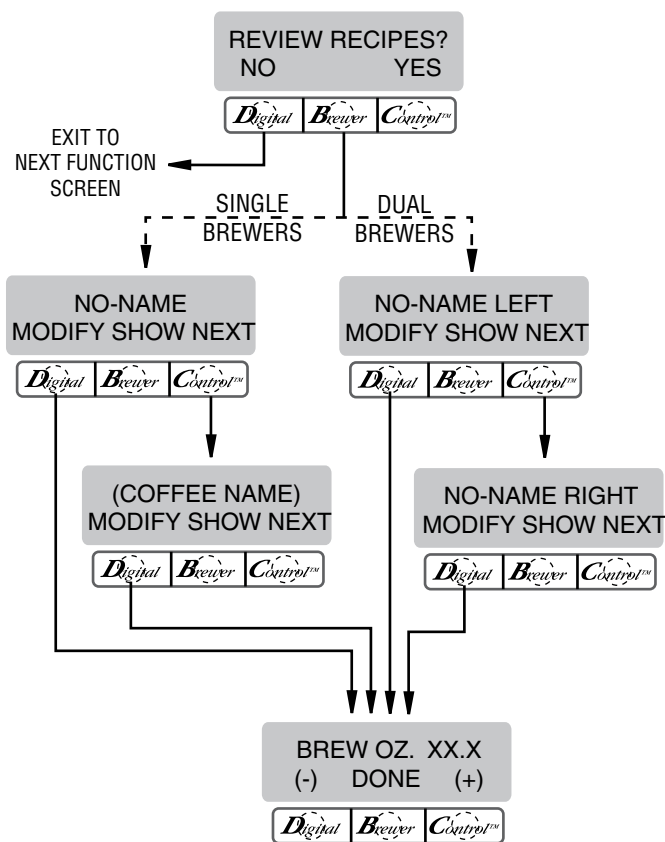 REVIEW RECIPES?
NO YES
Digital Brewer Control™
EXIT TO
NEXT FUNCTION
SCREEN
SINGLE
BREWERS
DUAL
BREWERS
NO-NAME
MODIFY SHOW NEXT
Digital Brewer Control™
NO-NAME LEFT
MODIFY SHOW NEXT
Digital Brewer Control™
(COFFEE NAME)
MODIFY SHOW NEXT
Digital Brewer Control™
NO-NAME RIGHT
MODIFY SHOW NEXT
Digital Brewer Control™
BREW OZ. XX.X
(-) DONE (+)
Digital Brewer Control™